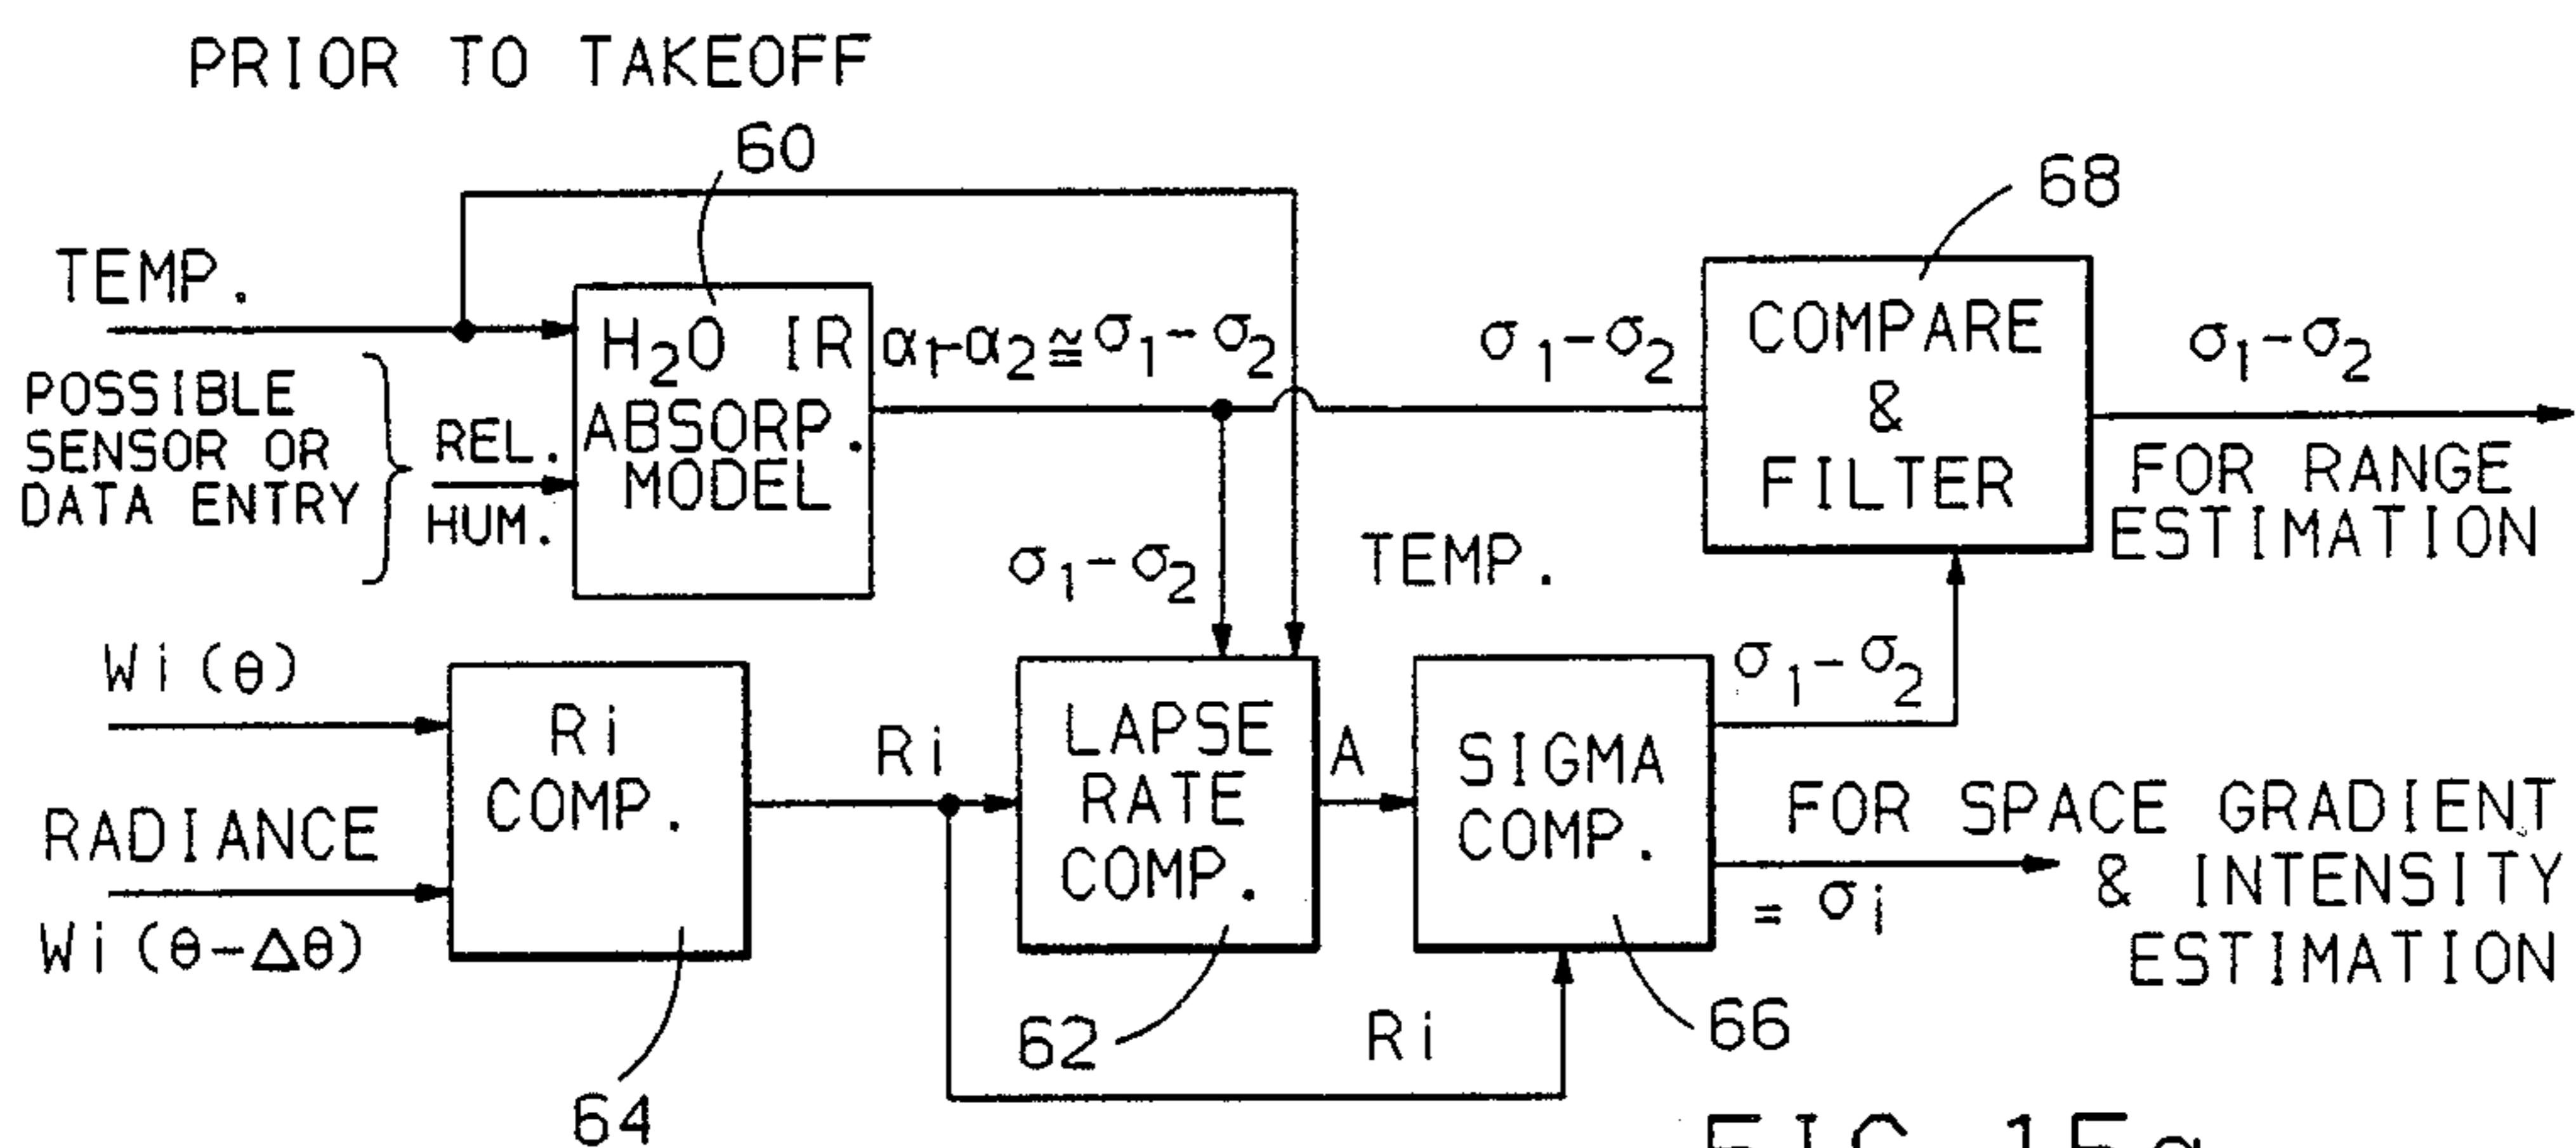 PRIOR TO TAKEOFF
60
68
TEMP.
H₂O IR
ABSORP.
MODEL
α₁-α₂≅σ₁-σ₂
σ₁-σ₂
COMPARE
&
FILTER
σ₁-σ₂
FOR RANGE
ESTIMATION
POSSIBLE
SENSOR OR
DATA ENTRY
REL.
HUM.
σ₁-σ₂
TEMP.
Wi(θ)
RADIANCE
Wi(θ-Δθ)
Ri
COMP.
Ri
LAPSE
RATE
COMP.
A
SIGMA
COMP.
σ₁-σ₂
FOR SPACE GRADIENT
& INTENSITY
ESTIMATION
= σi
64
62
Ri
66
FIG. 15a